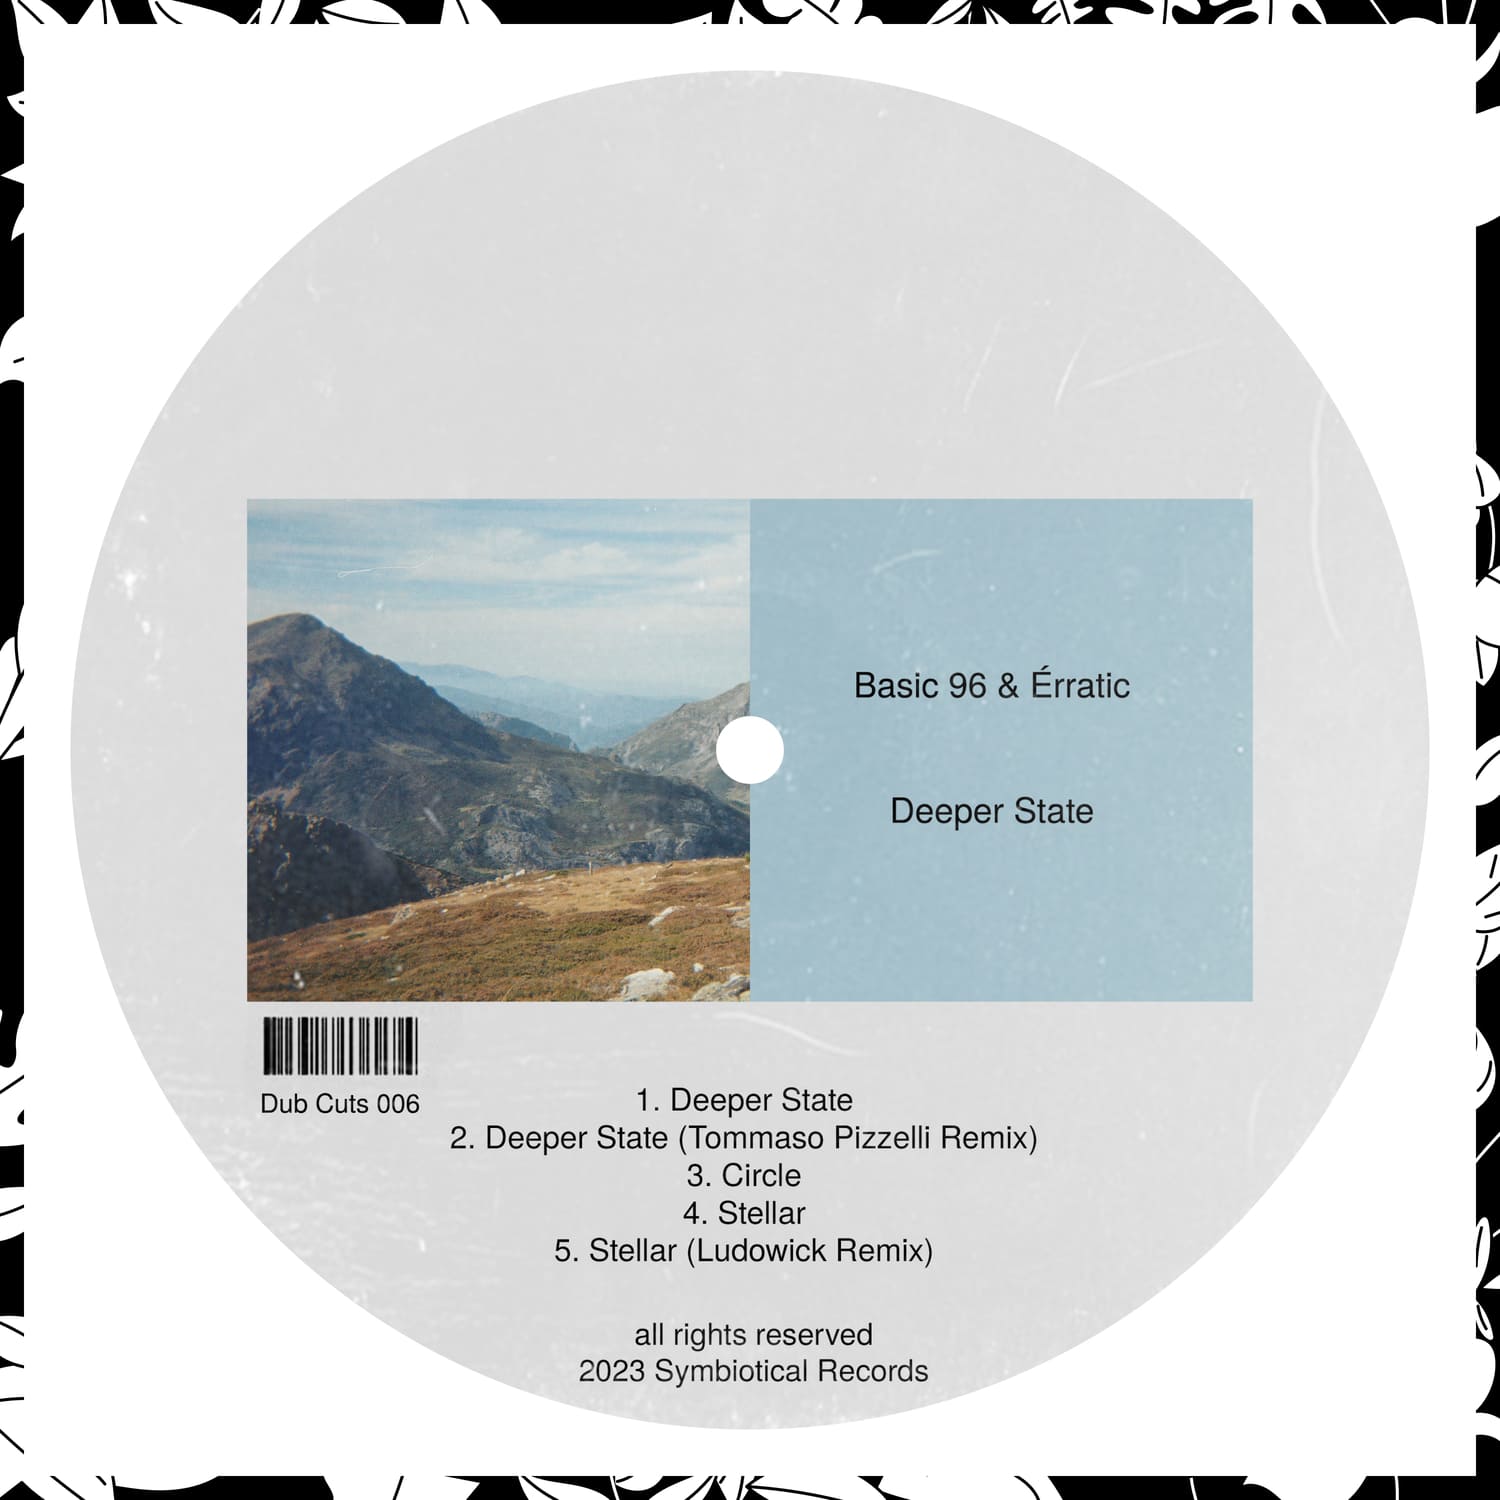 Basic 96 & Érratic
Deeper State
Dub Cuts 006
1. Deeper State
2. Deeper State (Tommaso Pizzelli Remix)
3. Circle
4. Stellar
5. Stellar (Ludowick Remix)
all rights reserved
2023 Symbiotical Records